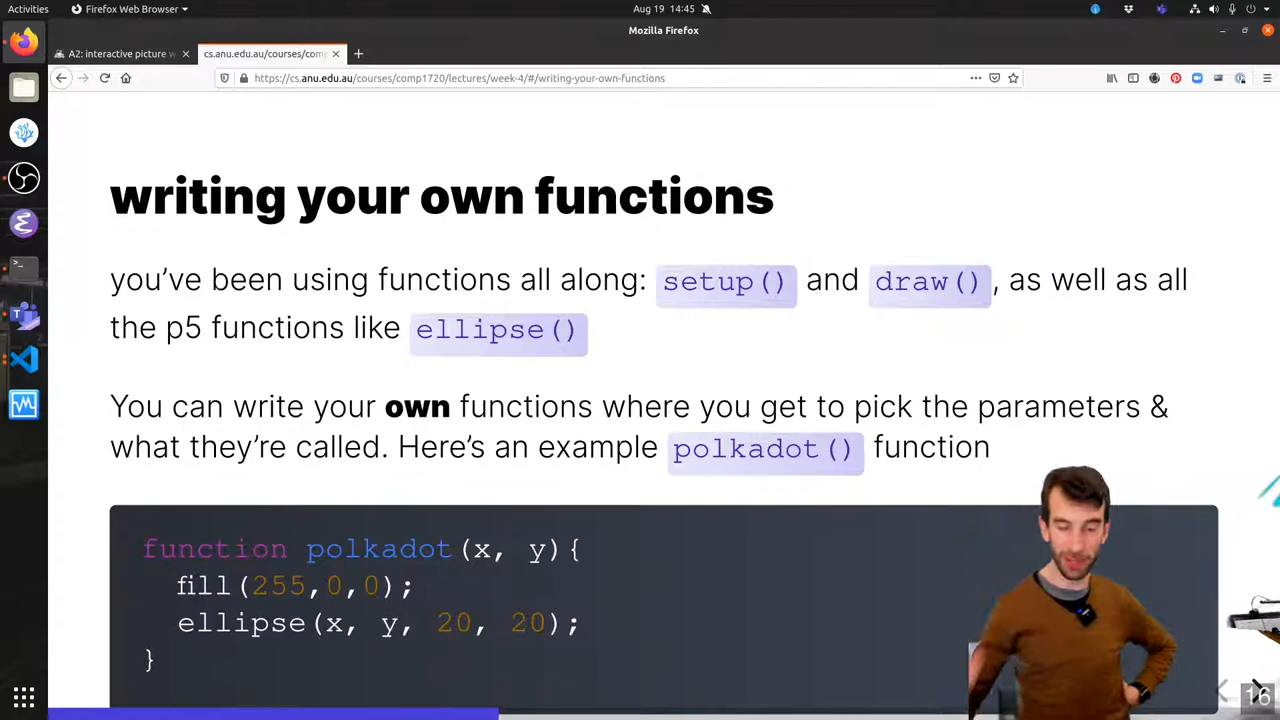 Activities
Firefox Web Browser
Aug 19 14:45
Mozilla Firefox
A2: interactive picture w
cs.anu.edu.au/courses/com
https://cs.anu.edu.au/courses/comp1720/lectures/week-4/#/writing-your-own-functions
writing your own functions
you’ve been using functions all along: setup() and draw(), as well as all
the p5 functions like ellipse()
You can write your own functions where you get to pick the parameters &
what they’re called. Here’s an example polkadot() function
function polkadot(x, y){
fill(255,0,0);
ellipse(x, y, 20, 20);
}
16